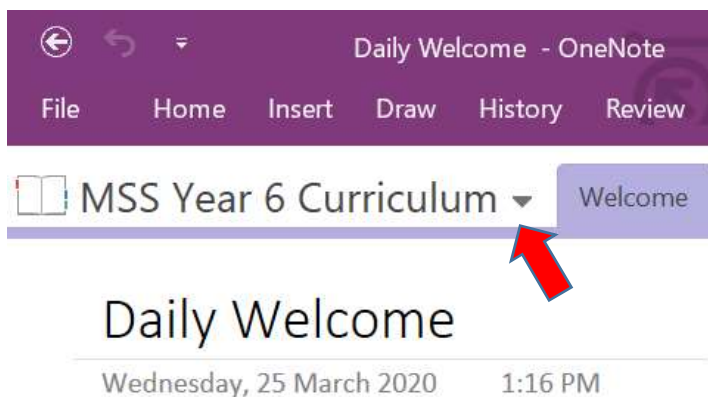 Daily Welcome - OneNote
File Home Insert Draw History Review
MSS Year 6 Curriculum Welcome
Daily Welcome
Wednesday, 25 March 2020 1:16 PM